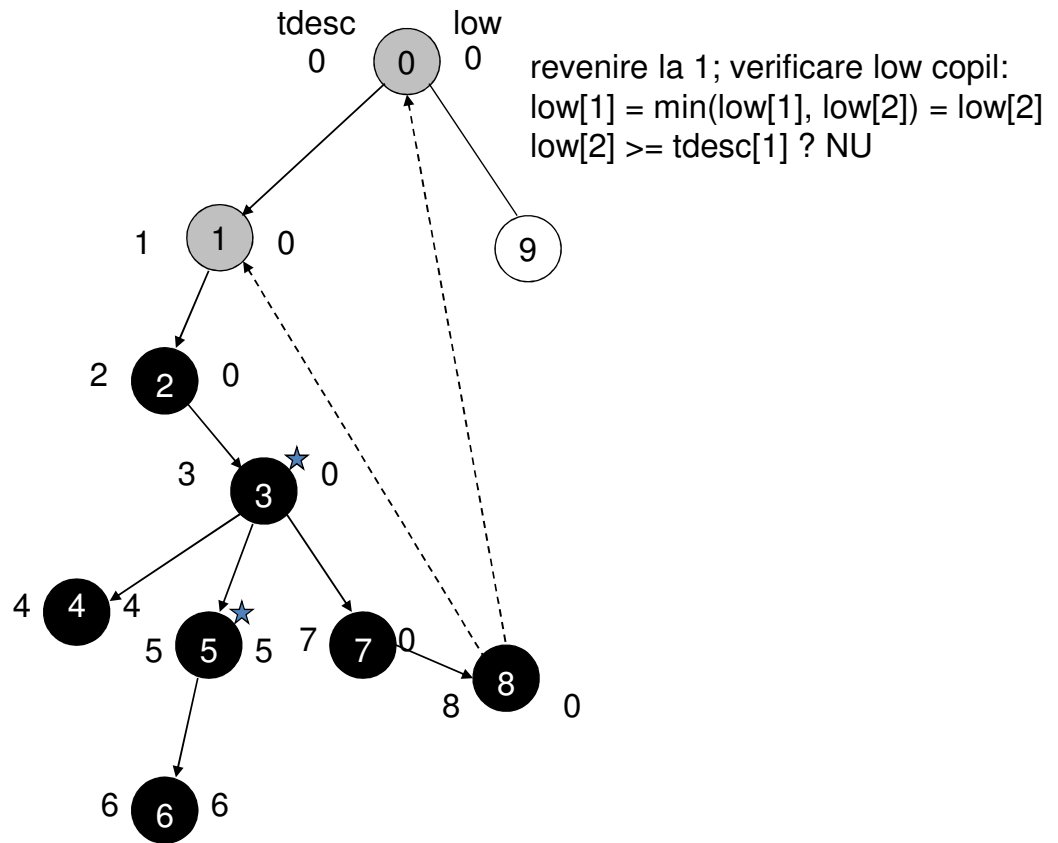 tdesc low
0 0 0
revenire la 1; verificare low copil:
low[1] = min(low[1], low[2]) = low[2]
low[2] >= tdesc[1] ? NU
1 1 0
9
2 2 0
3 3 0
4 4 4
5 5 5
7 7 0
8 8 0
6 6 6